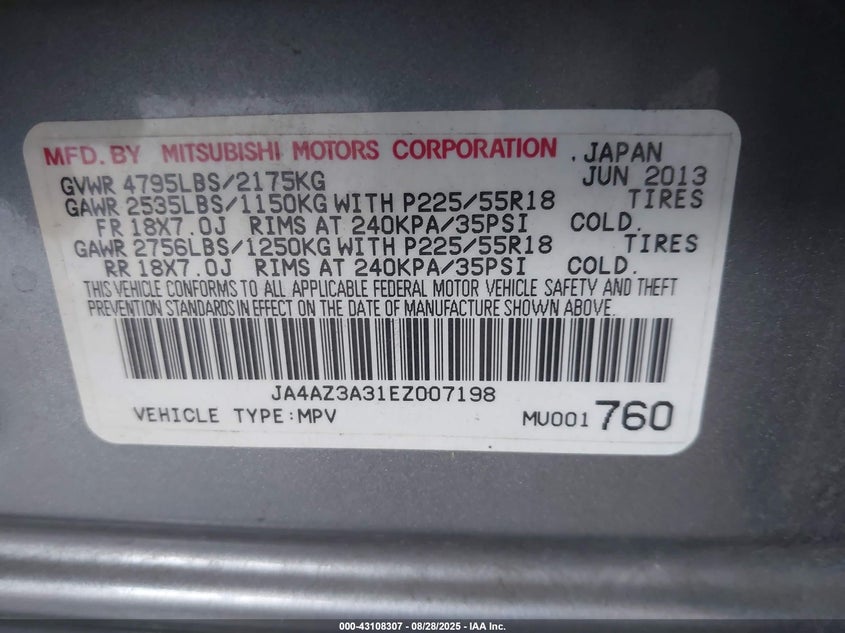 MFD. BY MITSUBISHI MOTORS CORPORATION . JAPAN
GVWR 4795LBS/2175KG JUN 2013
GAWR 2535LBS/1150KG WITH P225/55R18 TIRES
FR 18X7.0J RIMS AT 240KPA/35PSI COLD.
GAWR 2756LBS/1250KG WITH P225/55R18 TIRES
RR 18X7.0J RIMS AT 240KPA/35PSI COLD.
THIS VEHICLE CONFORMS TO ALL APPLICABLE FEDERAL MOTOR VEHICLE SAFETY AND THEFT
PREVENTION STANDARDS IN EFFECT ON THE DATE OF MANUFACTURE SHOWN ABOVE.
JA4AZ3A31EZ007198
VEHICLE TYPE:MPV MU001 760
000-43108307 / 08/28/2025 - IAA Inc.